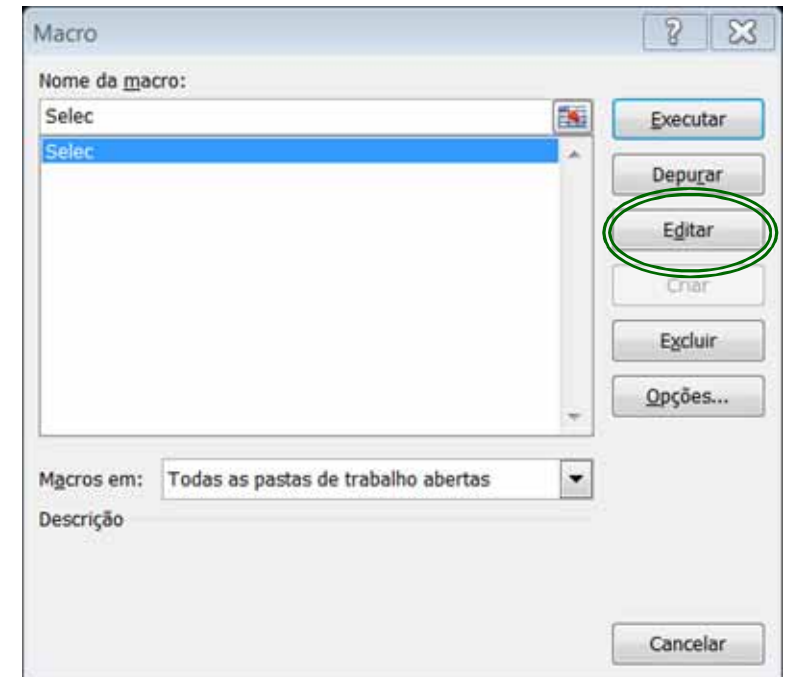 Macro
Nome da macro:
Selec
Selec
Executar
Depurar
Editar
Criar
Excluir
Opções...
Macros em: Todas as pastas de trabalho abertas
Descrição
Cancelar